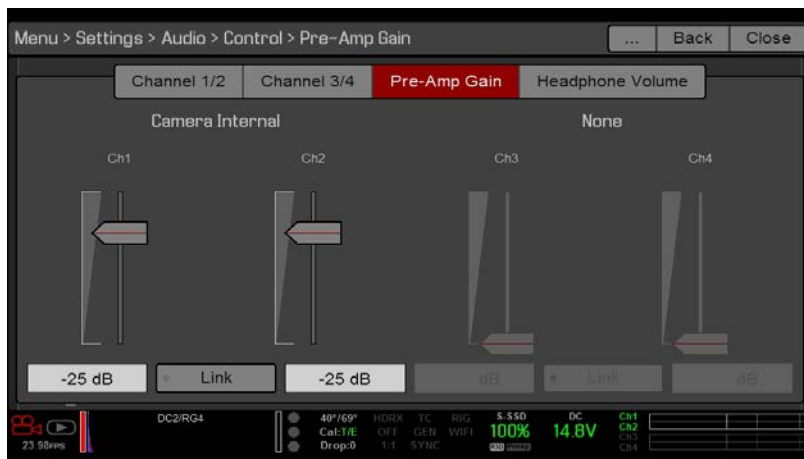 Menu > Settings > Audio > Control > Pre-Amp Gain ... Back Close
Channel 1/2 Channel 3/4 Pre-Amp Gain Headphone Volume
Camera Internal None
Ch1 Ch2 Ch3 Ch4
-25 dB Link -25 dB dB Link dB
DC2/RG4 40°/69° HDRX TC RIG S-SSD DC Ch1
Cal:T/E OFF GEN WIFI 100% 14.8V Ch2
23.98FPS Drop:0 1:1 SYNC Ch3
Ch4